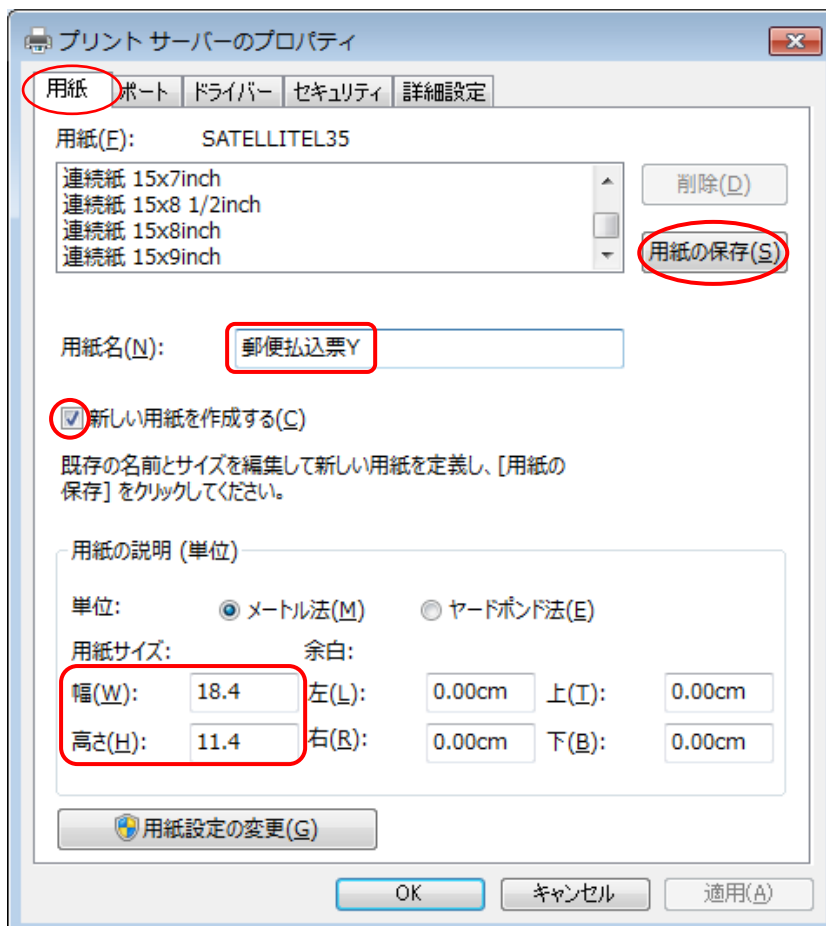 プリント サーバーのプロパティ
用紙 ポート ドライバー セキュリティ 詳細設定
用紙(F): SATELLITEL35
連続紙 15x7inch
連続紙 15x8 1/2inch
連続紙 15x8inch
連続紙 15x9inch
削除(D)
用紙の保存(S)
用紙名(N): 郵便払込票Y
新しい用紙を作成する(C)
既存の名前とサイズを編集して新しい用紙を定義し、[用紙の
保存] をクリックしてください。
用紙の説明 (単位)
単位: メートル法(M) ヤードポンド法(E)
用紙サイズ: 余白:
幅(W): 18.4 左(L): 0.00cm 上(T): 0.00cm
高さ(H): 11.4 右(R): 0.00cm 下(B): 0.00cm
用紙設定の変更(G)
OK キャンセル 適用(A)